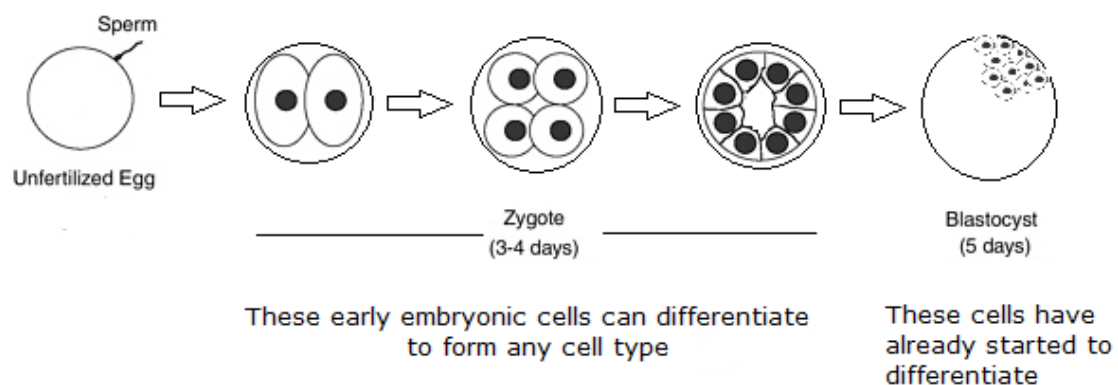 Sperm
Unfertilized Egg
Zygote
(3-4 days)
Blastocyst
(5 days)
These early embryonic cells can differentiate
to form any cell type
These cells have
already started to
differentiate